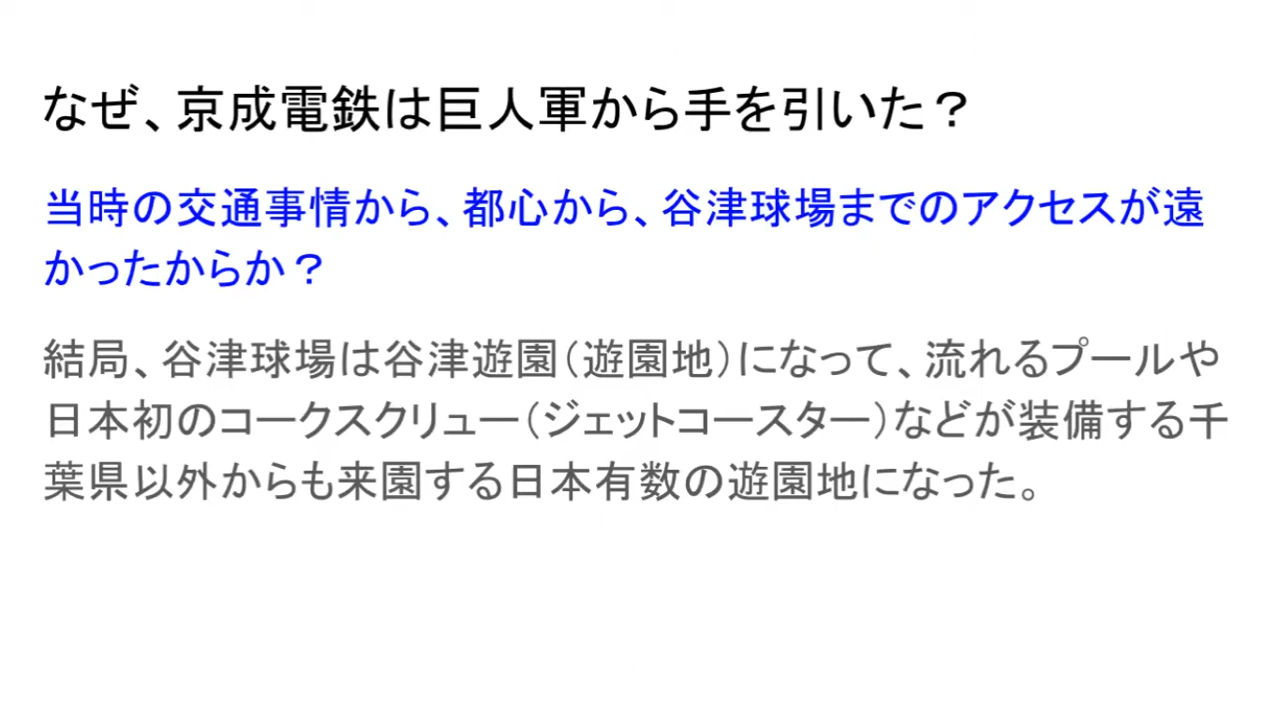 なぜ、京成電鉄は巨人軍から手を引いた？
当時の交通事情から、都心から、谷津球場までのアクセスが遠
かったからか？
結局、谷津球場は谷津遊園（遊園地）になって、流れるプールや
日本初のコークスクリュー（ジェットコースター）などが装備する千
葉県以外からも来園する日本有数の遊園地になった。